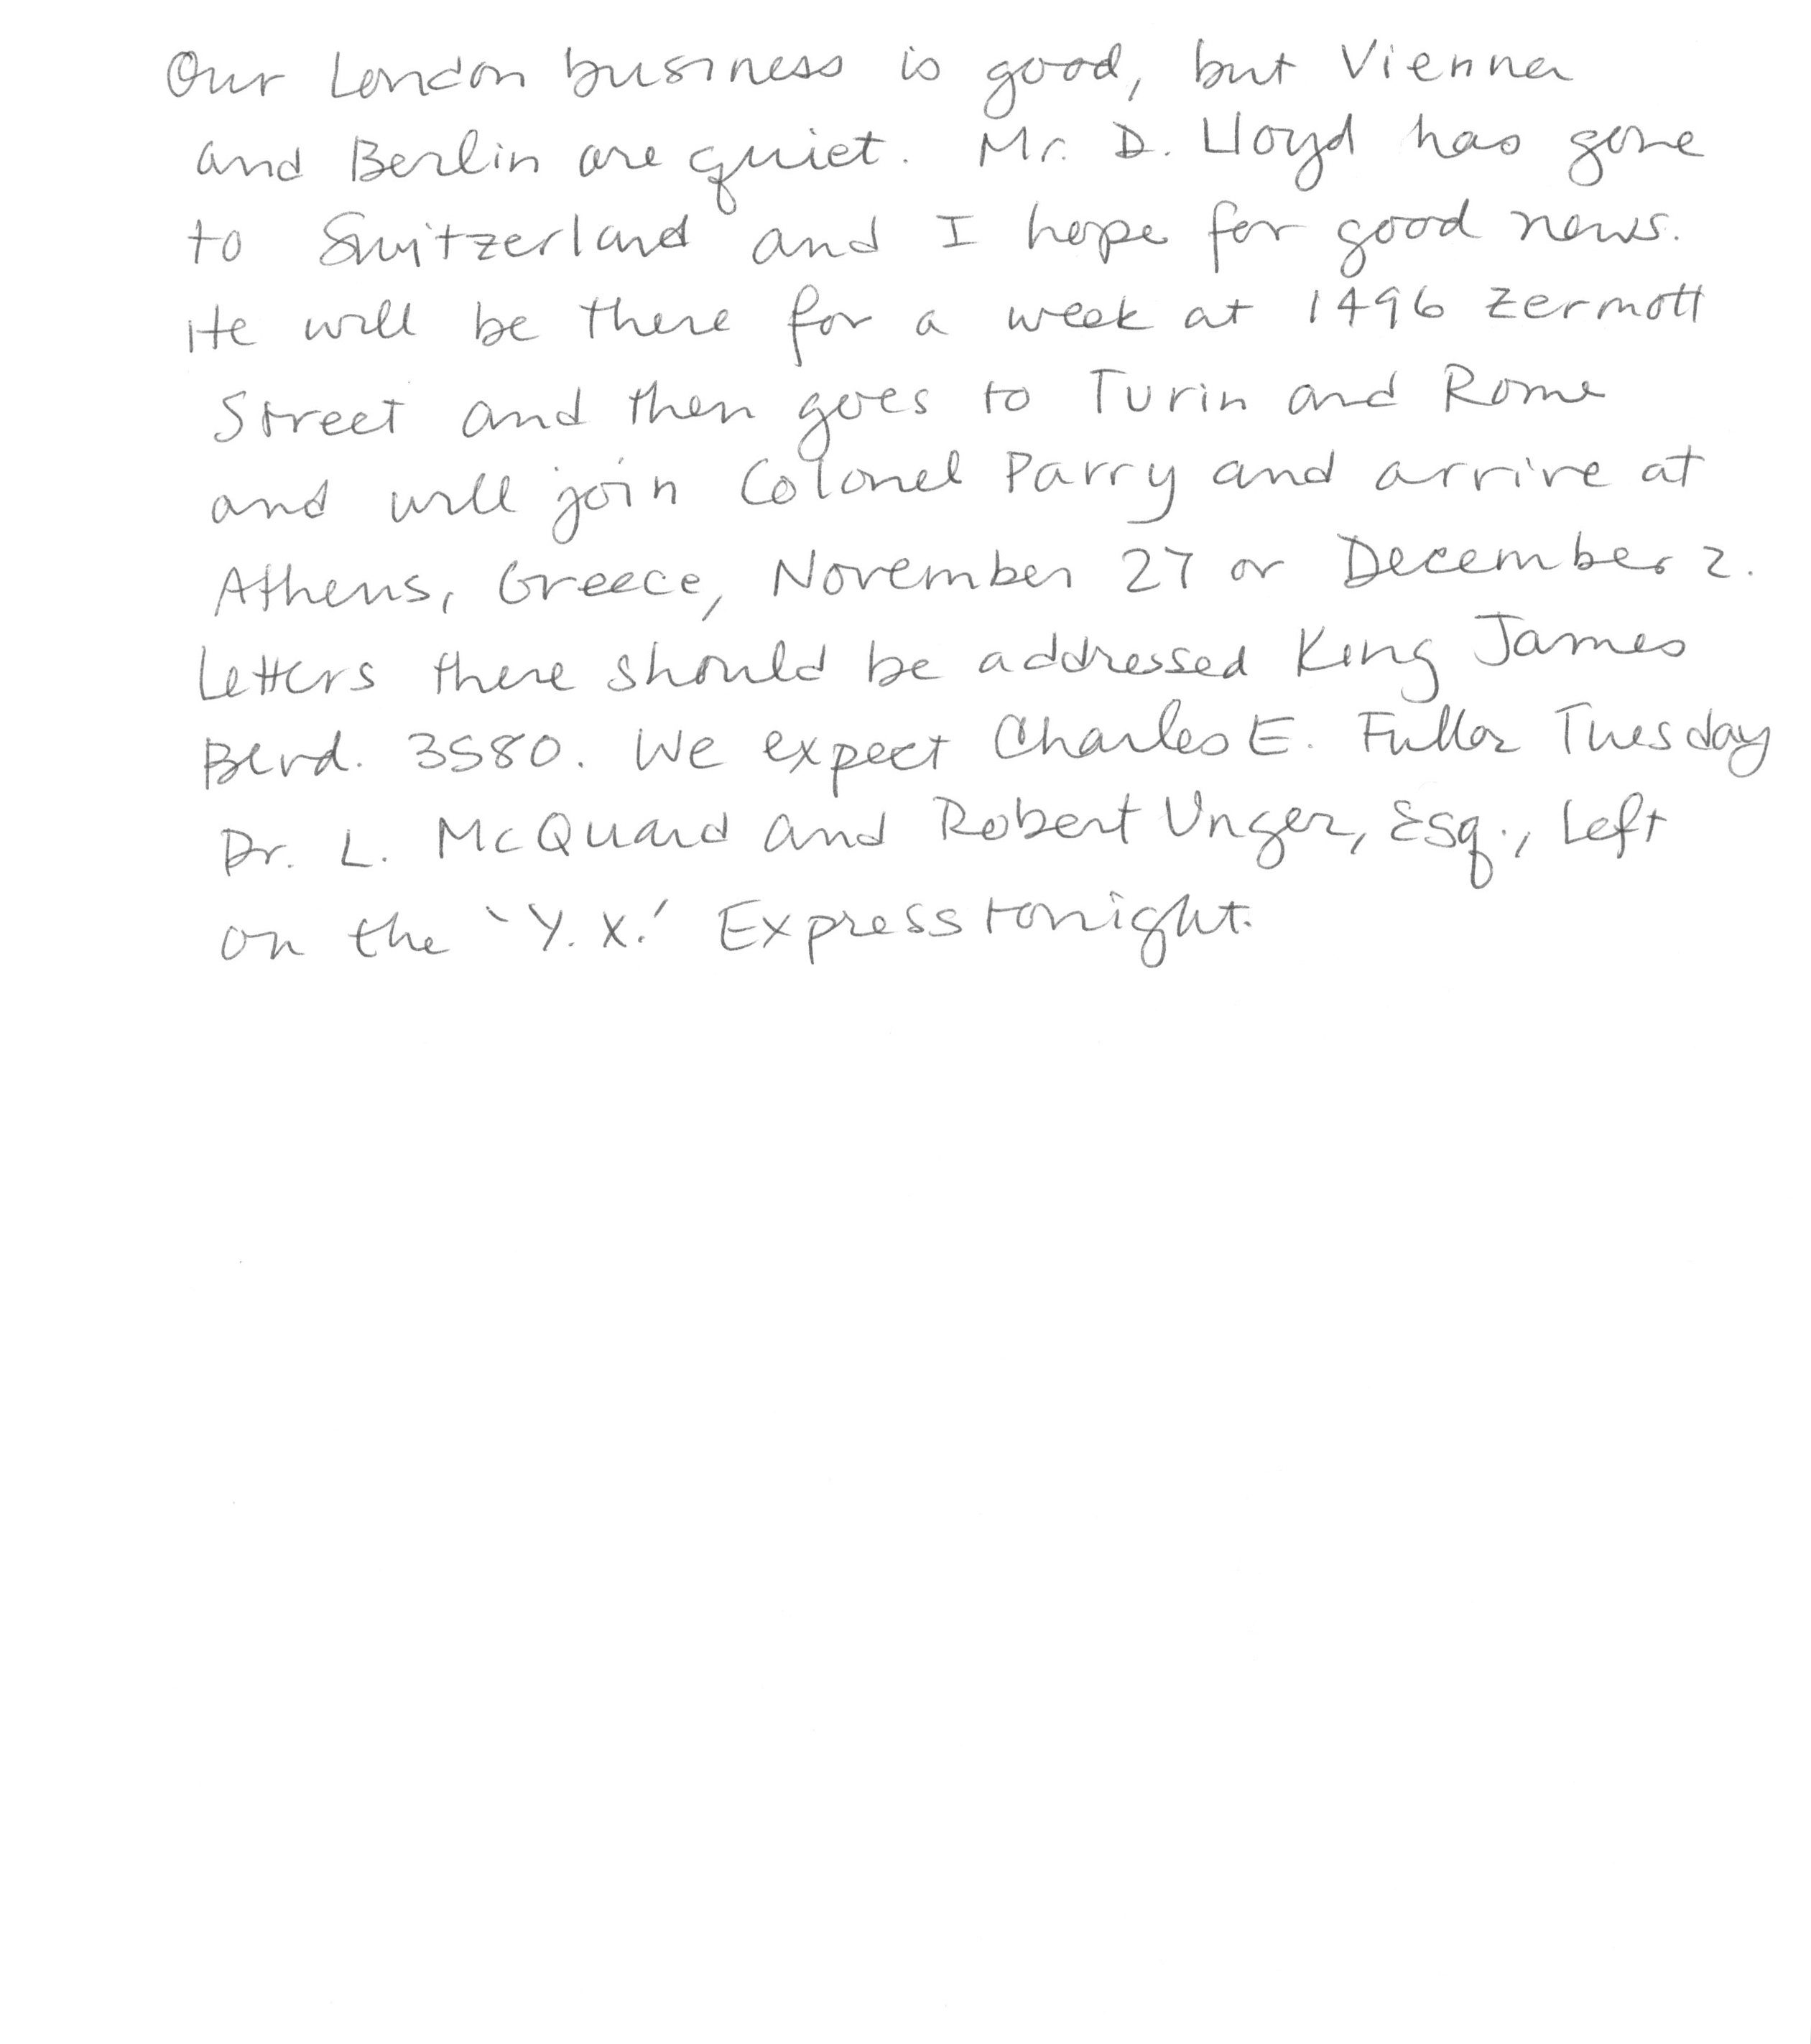 Our London business is good, but Vienna
and Berlin are quiet. Mr. D. Lloyd has gone
to Switzerland and I hope for good news.
He will be there for a week at 1496 Zermott
Street and then goes to Turin and Rome
and will join Colonel Parry and arrive at
Athens, Greece, November 27 or December 2.
Letters there should be addressed King James
Blvd. 3580. We expect Charles E. Fuller Tuesday
Dr. L. McQuaid and Robert Unger, Esq., left
on the 'Y.X.' Express tonight.